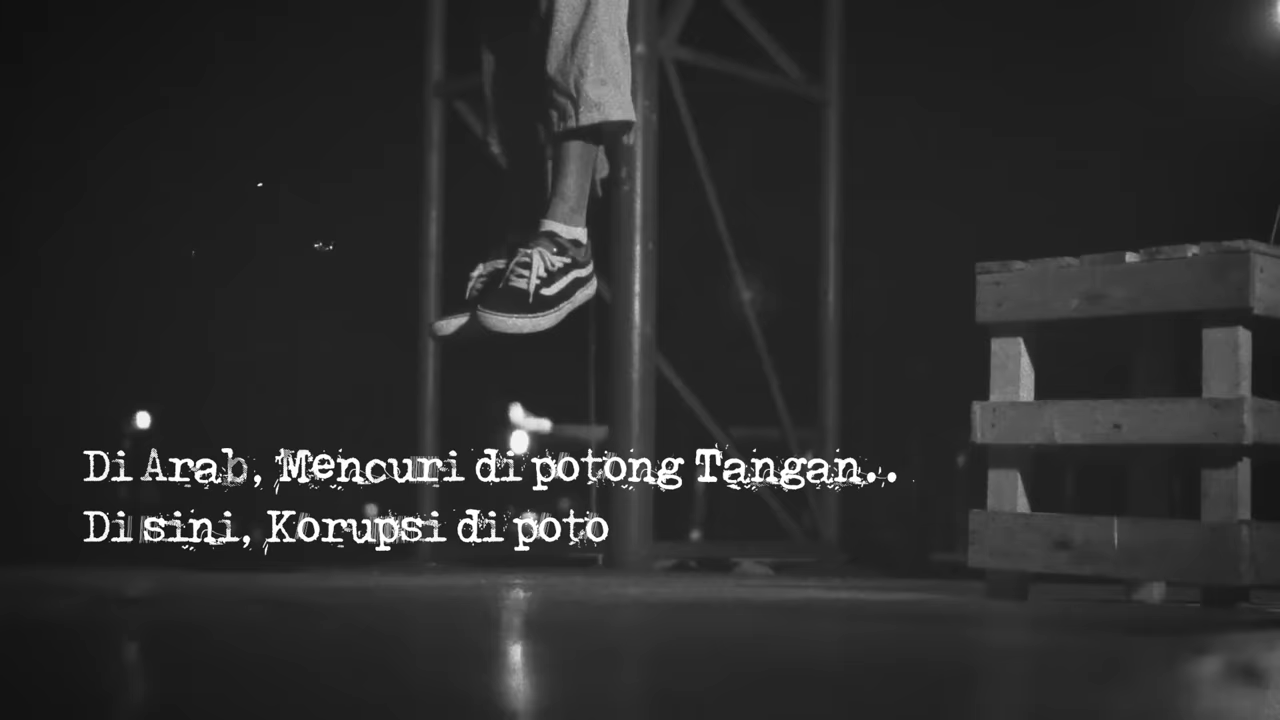 Di Arab, Mencuri di potong Tangan..
Di sini, Korupsi di poto